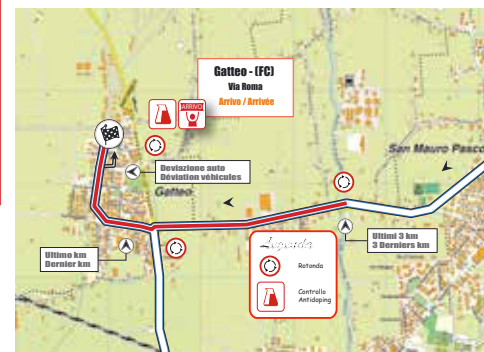 Gatteo - (FC)
Via Roma
Arrivo / Arrivée
ARRIVO
San Mauro Pasco
Deviazione auto
Déviation véhicules
Gatteo
Ultimo km
Dernier km
Ultimi 3 km
3 Derniers km
Legenda
Rotonda
Controllo
Antidoping